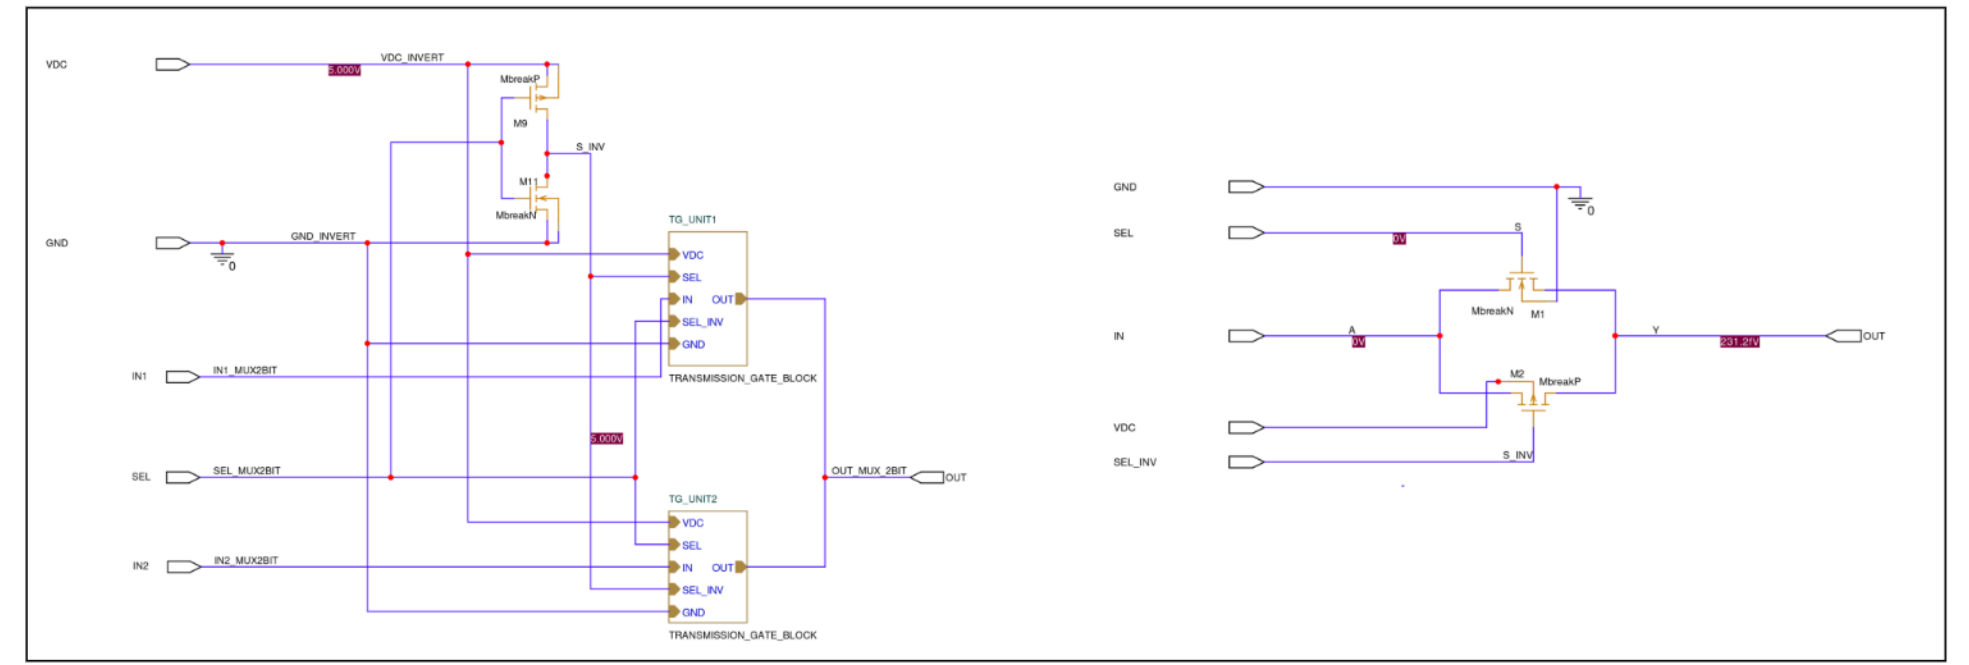 VDC
5.000V
VDC_INVERT
MbreakP
M9
S_INV
M11
MbreakN
GND
GND_INVERT
0
TG_UNIT1
VDC
SEL
IN OUT
SEL_INV
GND
TRANSMISSION_GATE_BLOCK
IN1
IN1_MUX2BIT
5.000V
SEL
SEL_MUX2BIT
OUT_MUX_2BIT
OUT
TG_UNIT2
VDC
SEL
IN OUT
SEL_INV
GND
TRANSMISSION_GATE_BLOCK
IN2
IN2_MUX2BIT
GND
0
SEL
0V
S
MbreakN
M1
IN
A
0V
Y
231.2fV
OUT
M2
MbreakP
VDC
SEL_INV
S_INV